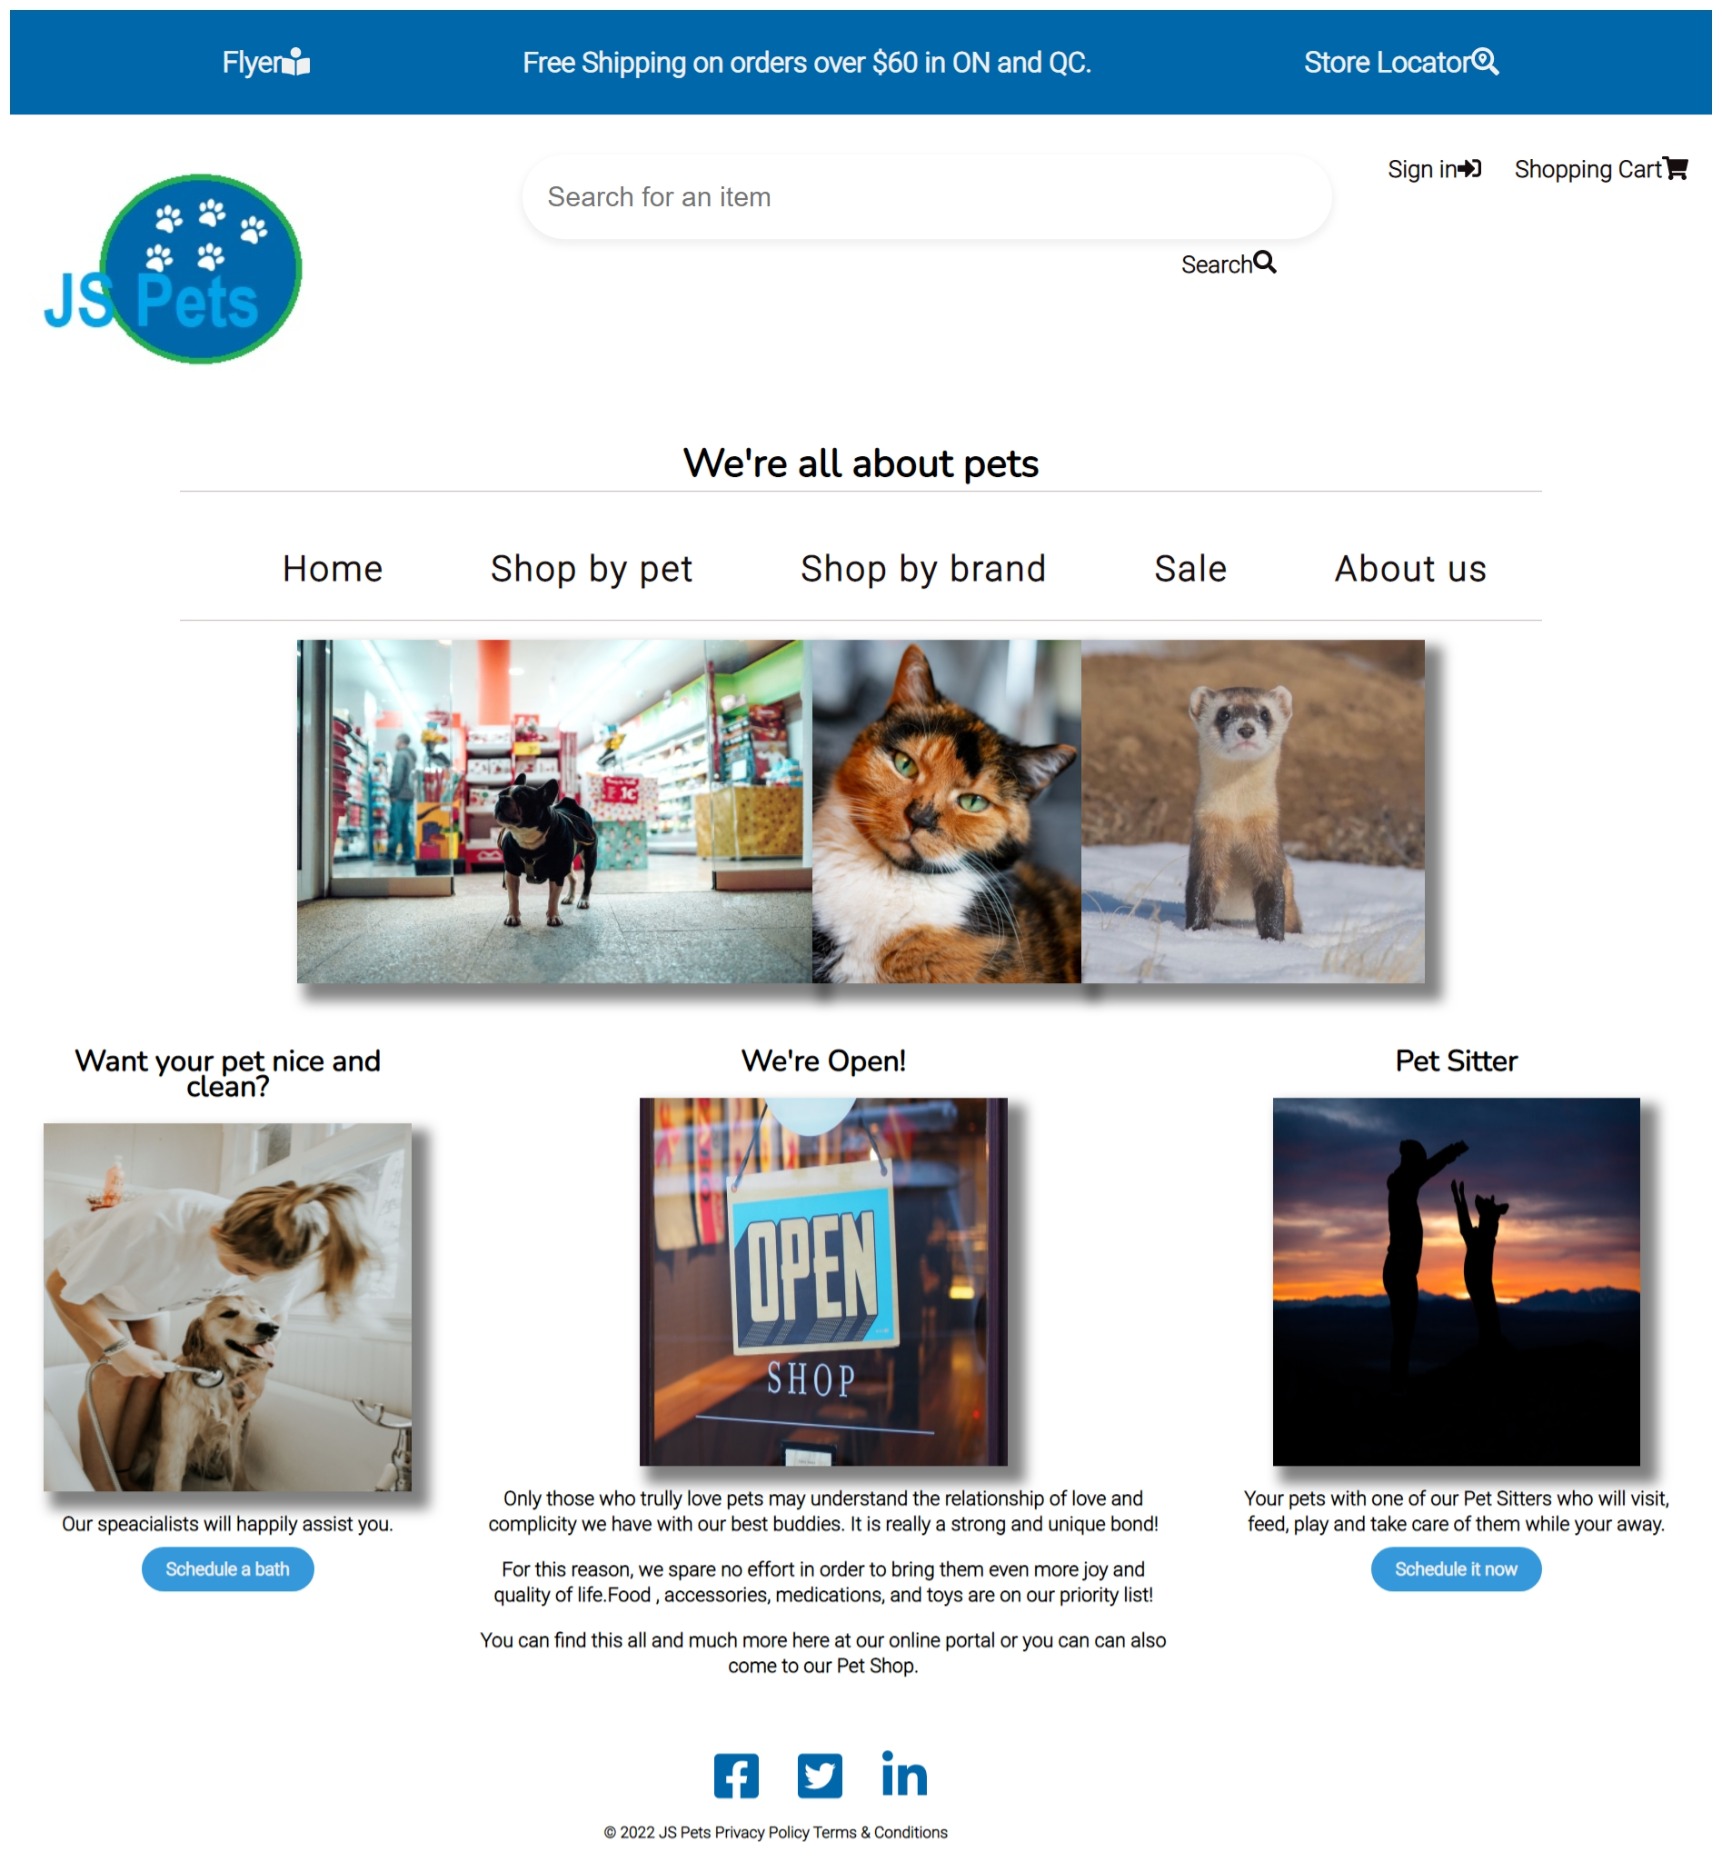 Flyer
Free Shipping on orders over $60 in ON and QC.
Store Locator
Search for an item
Sign in
Shopping Cart
Search
JS Pets
We're all about pets
Home
Shop by pet
Shop by brand
Sale
About us
1€
Want your pet nice and
clean?
Our speacialists will happily assist you.
Schedule a bath
We're Open!
OPEN
SHOP
Only those who trully love pets may understand the relationship of love and
complicity we have with our best buddies. It is really a strong and unique bond!
For this reason, we spare no effort in order to bring them even more joy and
quality of life.Food , accessories, medications, and toys are on our priority list!
You can find this all and much more here at our online portal or you can can also
come to our Pet Shop.
Pet Sitter
Your pets with one of our Pet Sitters who will visit,
feed, play and take care of them while your away.
Schedule it now
© 2022 JS Pets Privacy Policy Terms & Conditions